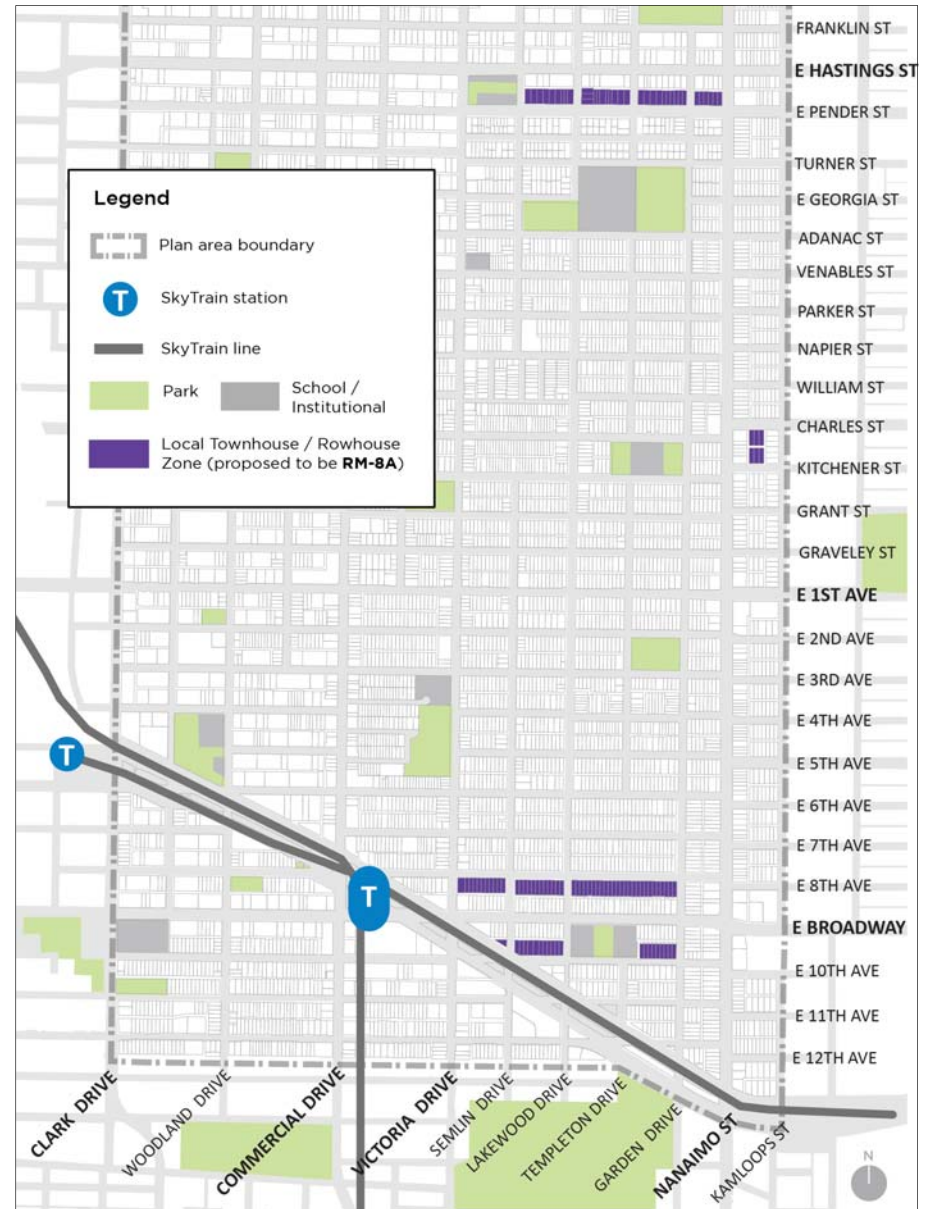 FRANKLIN ST
E HASTINGS ST
E PENDER ST
TURNER ST
E GEORGIA ST
ADANAC ST
VENABLES ST
PARKER ST
NAPIER ST
WILLIAM ST
CHARLES ST
KITCHENER ST
GRANT ST
GRAVELEY ST
E 1ST AVE
E 2ND AVE
E 3RD AVE
E 4TH AVE
E 5TH AVE
E 6TH AVE
E 7TH AVE
E 8TH AVE
E BROADWAY
E 10TH AVE
E 11TH AVE
E 12TH AVE
Legend
Plan area boundary
T
SkyTrain station
SkyTrain line
Park
School /
Institutional
Local Townhouse / Rowhouse
Zone (proposed to be RM-8A)
T
T
CLARK DRIVE
WOODLAND DRIVE
COMMERCIAL DRIVE
VICTORIA DRIVE
SEMLIN DRIVE
LAKEWOOD DRIVE
TEMPLETON DRIVE
GARDEN DRIVE
NANAIMO ST
KAMLOOPS ST
N